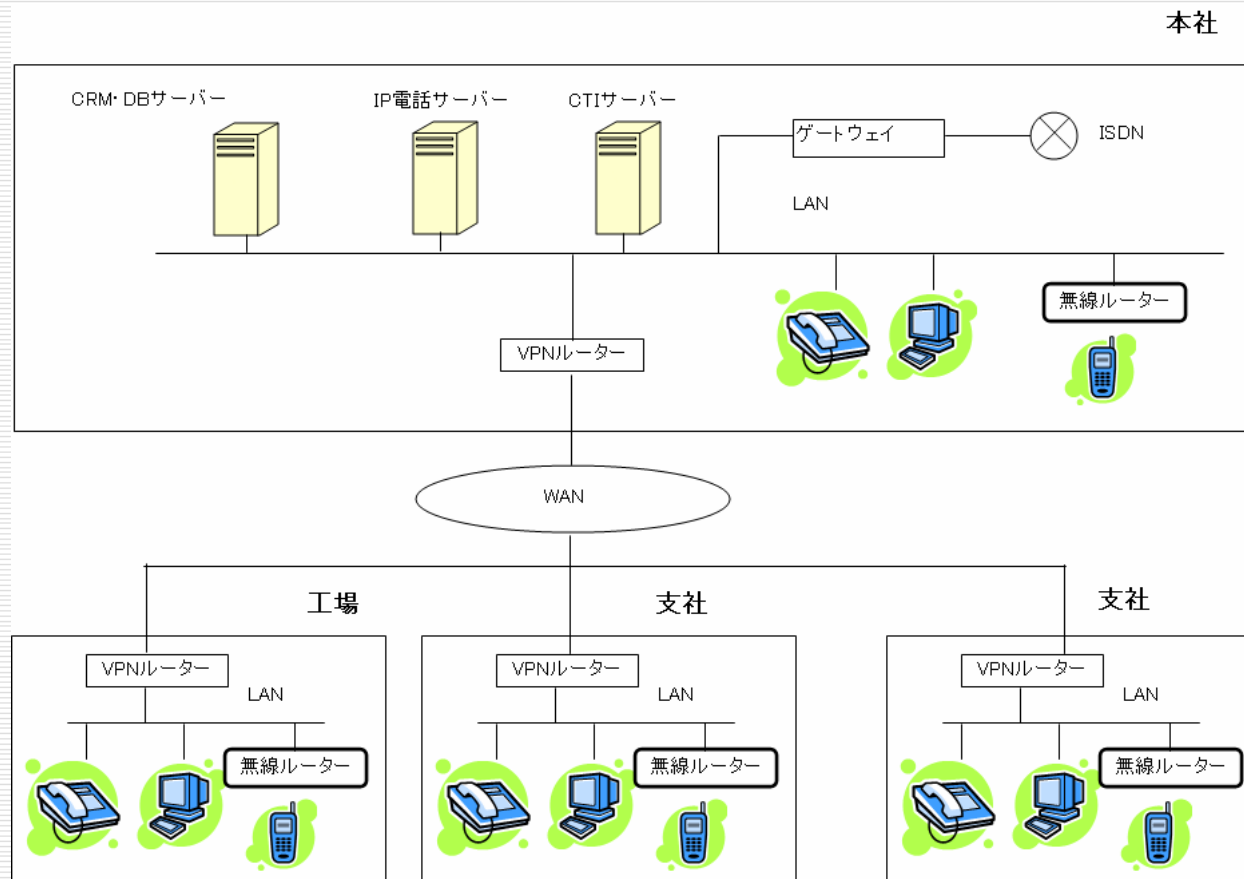 本社
CRM・DBサーバー
IP電話サーバー
CTIサーバー
ゲートウェイ
ISDN
LAN
無線ルーター
VPNルーター
WAN
工場
支社
支社
VPNルーター
LAN
無線ルーター
VPNルーター
LAN
無線ルーター
VPNルーター
LAN
無線ルーター